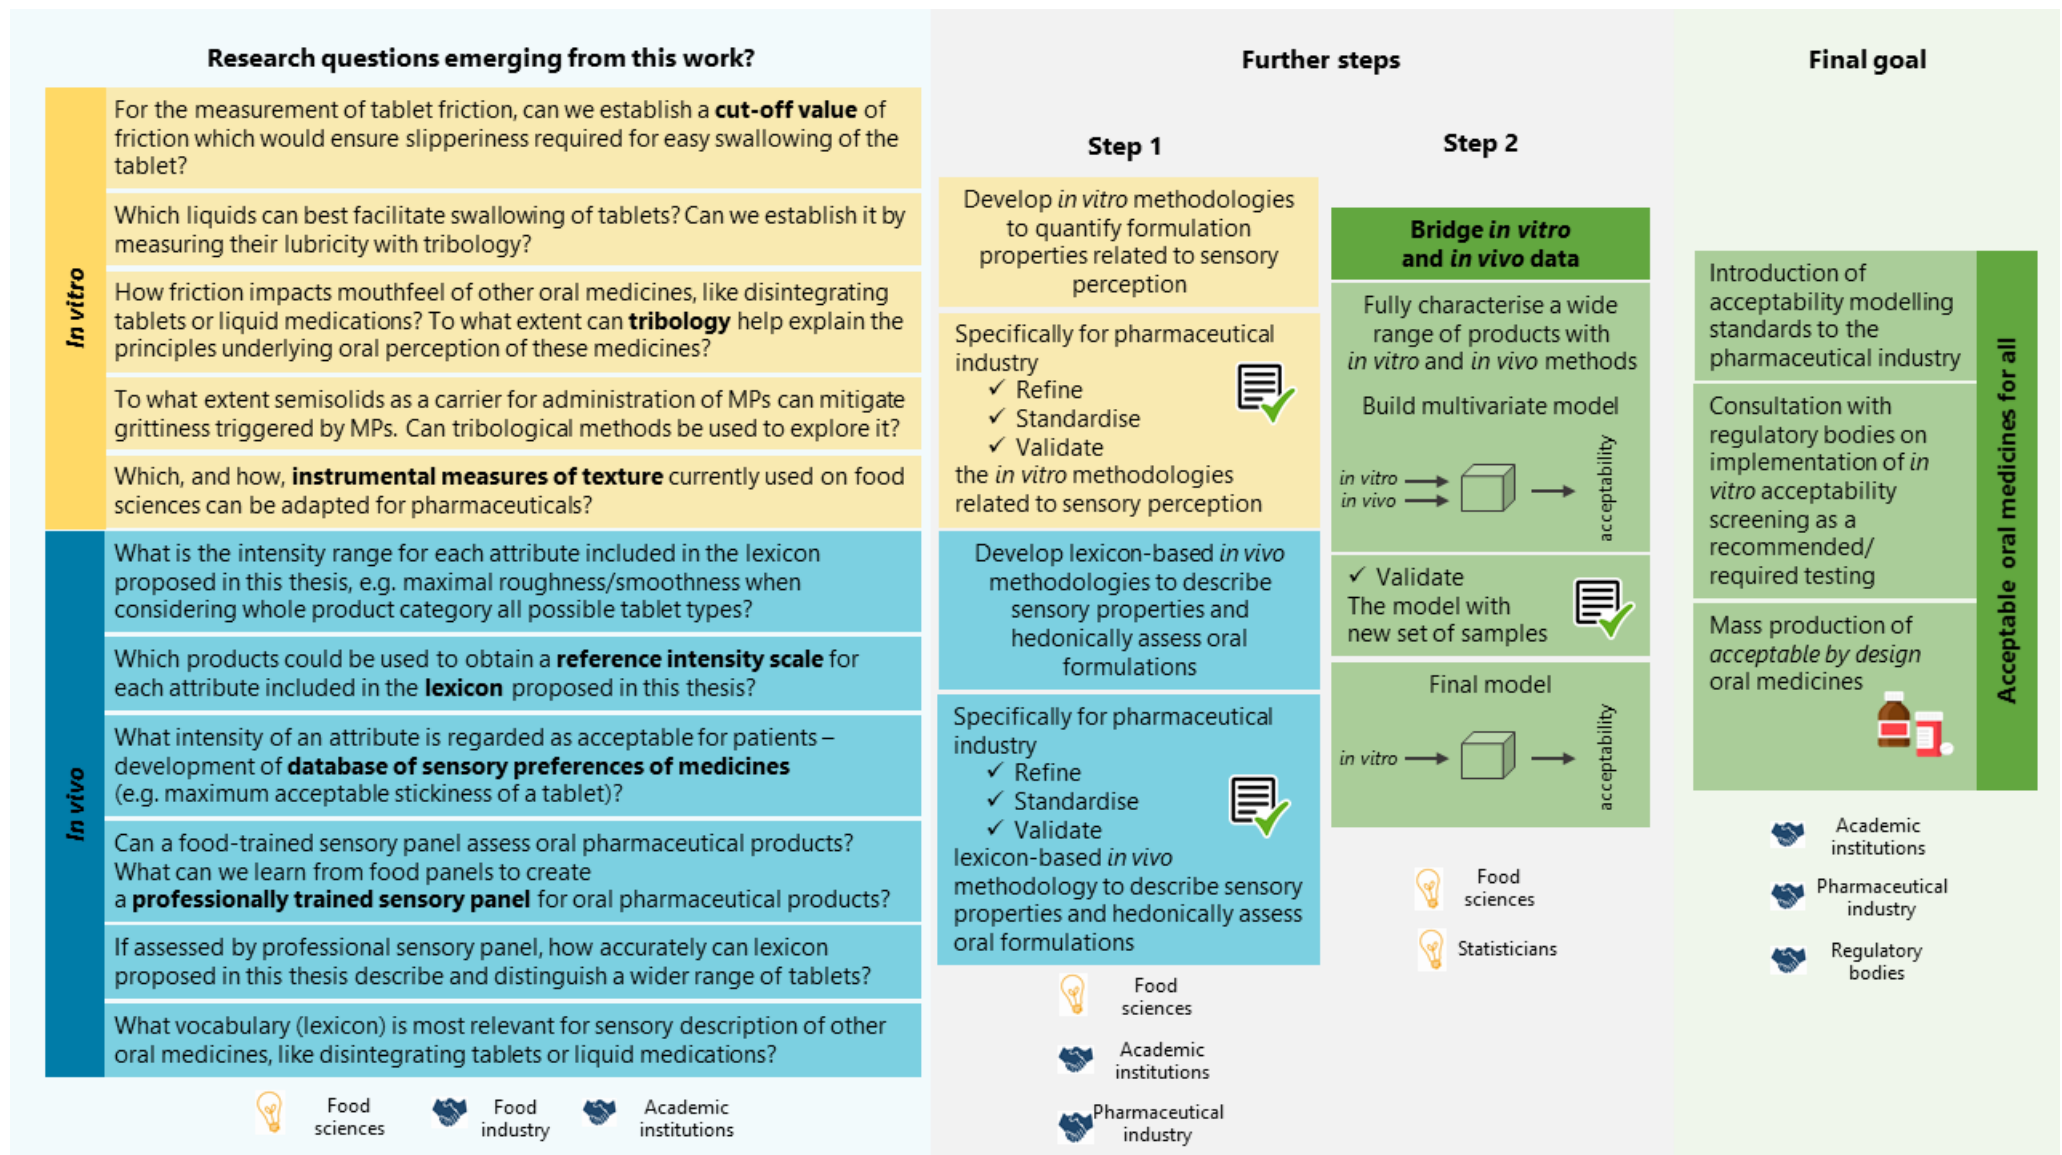 Research questions emerging from this work?
In vitro
For the measurement of tablet friction, can we establish a cut-off value of
friction which would ensure slipperiness required for easy swallowing of the
tablet?
Which liquids can best facilitate swallowing of tablets? Can we establish it by
measuring their lubricity with tribology?
How friction impacts mouthfeel of other oral medicines, like disintegrating
tablets or liquid medications? To what extent can tribology help explain the
principles underlying oral perception of these medicines?
To what extent semisolids as a carrier for administration of MPs can mitigate
grittiness triggered by MPs. Can tribological methods be used to explore it?
Which, and how, instrumental measures of texture currently used on food
sciences can be adapted for pharmaceuticals?
In vivo
What is the intensity range for each attribute included in the lexicon
proposed in this thesis, e.g. maximal roughness/smoothness when
considering whole product category all possible tablet types?
Which products could be used to obtain a reference intensity scale for
each attribute included in the lexicon proposed in this thesis?
What intensity of an attribute is regarded as acceptable for patients –
development of database of sensory preferences of medicines
(e.g. maximum acceptable stickiness of a tablet)?
Can a food-trained sensory panel assess oral pharmaceutical products?
What can we learn from food panels to create
a professionally trained sensory panel for oral pharmaceutical products?
If assessed by professional sensory panel, how accurately can lexicon
proposed in this thesis describe and distinguish a wider range of tablets?
What vocabulary (lexicon) is most relevant for sensory description of other
oral medicines, like disintegrating tablets or liquid medications?
Food
sciences
Food
industry
Academic
institutions
Further steps
Step 1
Develop in vitro methodologies
to quantify formulation
properties related to sensory
perception
Specifically for pharmaceutical
industry
✓ Refine
✓ Standardise
✓ Validate
the in vitro methodologies
related to sensory perception
Develop lexicon-based in vivo
methodologies to describe
sensory properties and
hedonically assess oral
formulations
Specifically for pharmaceutical
industry
✓ Refine
✓ Standardise
✓ Validate
lexicon-based in vivo
methodology to describe sensory
properties and hedonically assess
oral formulations
Food
sciences
Academic
institutions
Pharmaceutical
industry
Step 2
Bridge in vitro
and in vivo data
Fully characterise a wide
range of products with
in vitro and in vivo methods
Build multivariate model
in vitro
in vivo
acceptability
✓ Validate
The model with
new set of samples
Final model
in vitro
acceptability
Food
sciences
Statisticians
Final goal
Introduction of
acceptability modelling
standards to the
pharmaceutical industry
Consultation with
regulatory bodies on
implementation of in
vitro acceptability
screening as a
recommended/
required testing
Mass production of
acceptable by design
oral medicines
Acceptable oral medicines for all
Academic
institutions
Pharmaceutical
industry
Regulatory
bodies